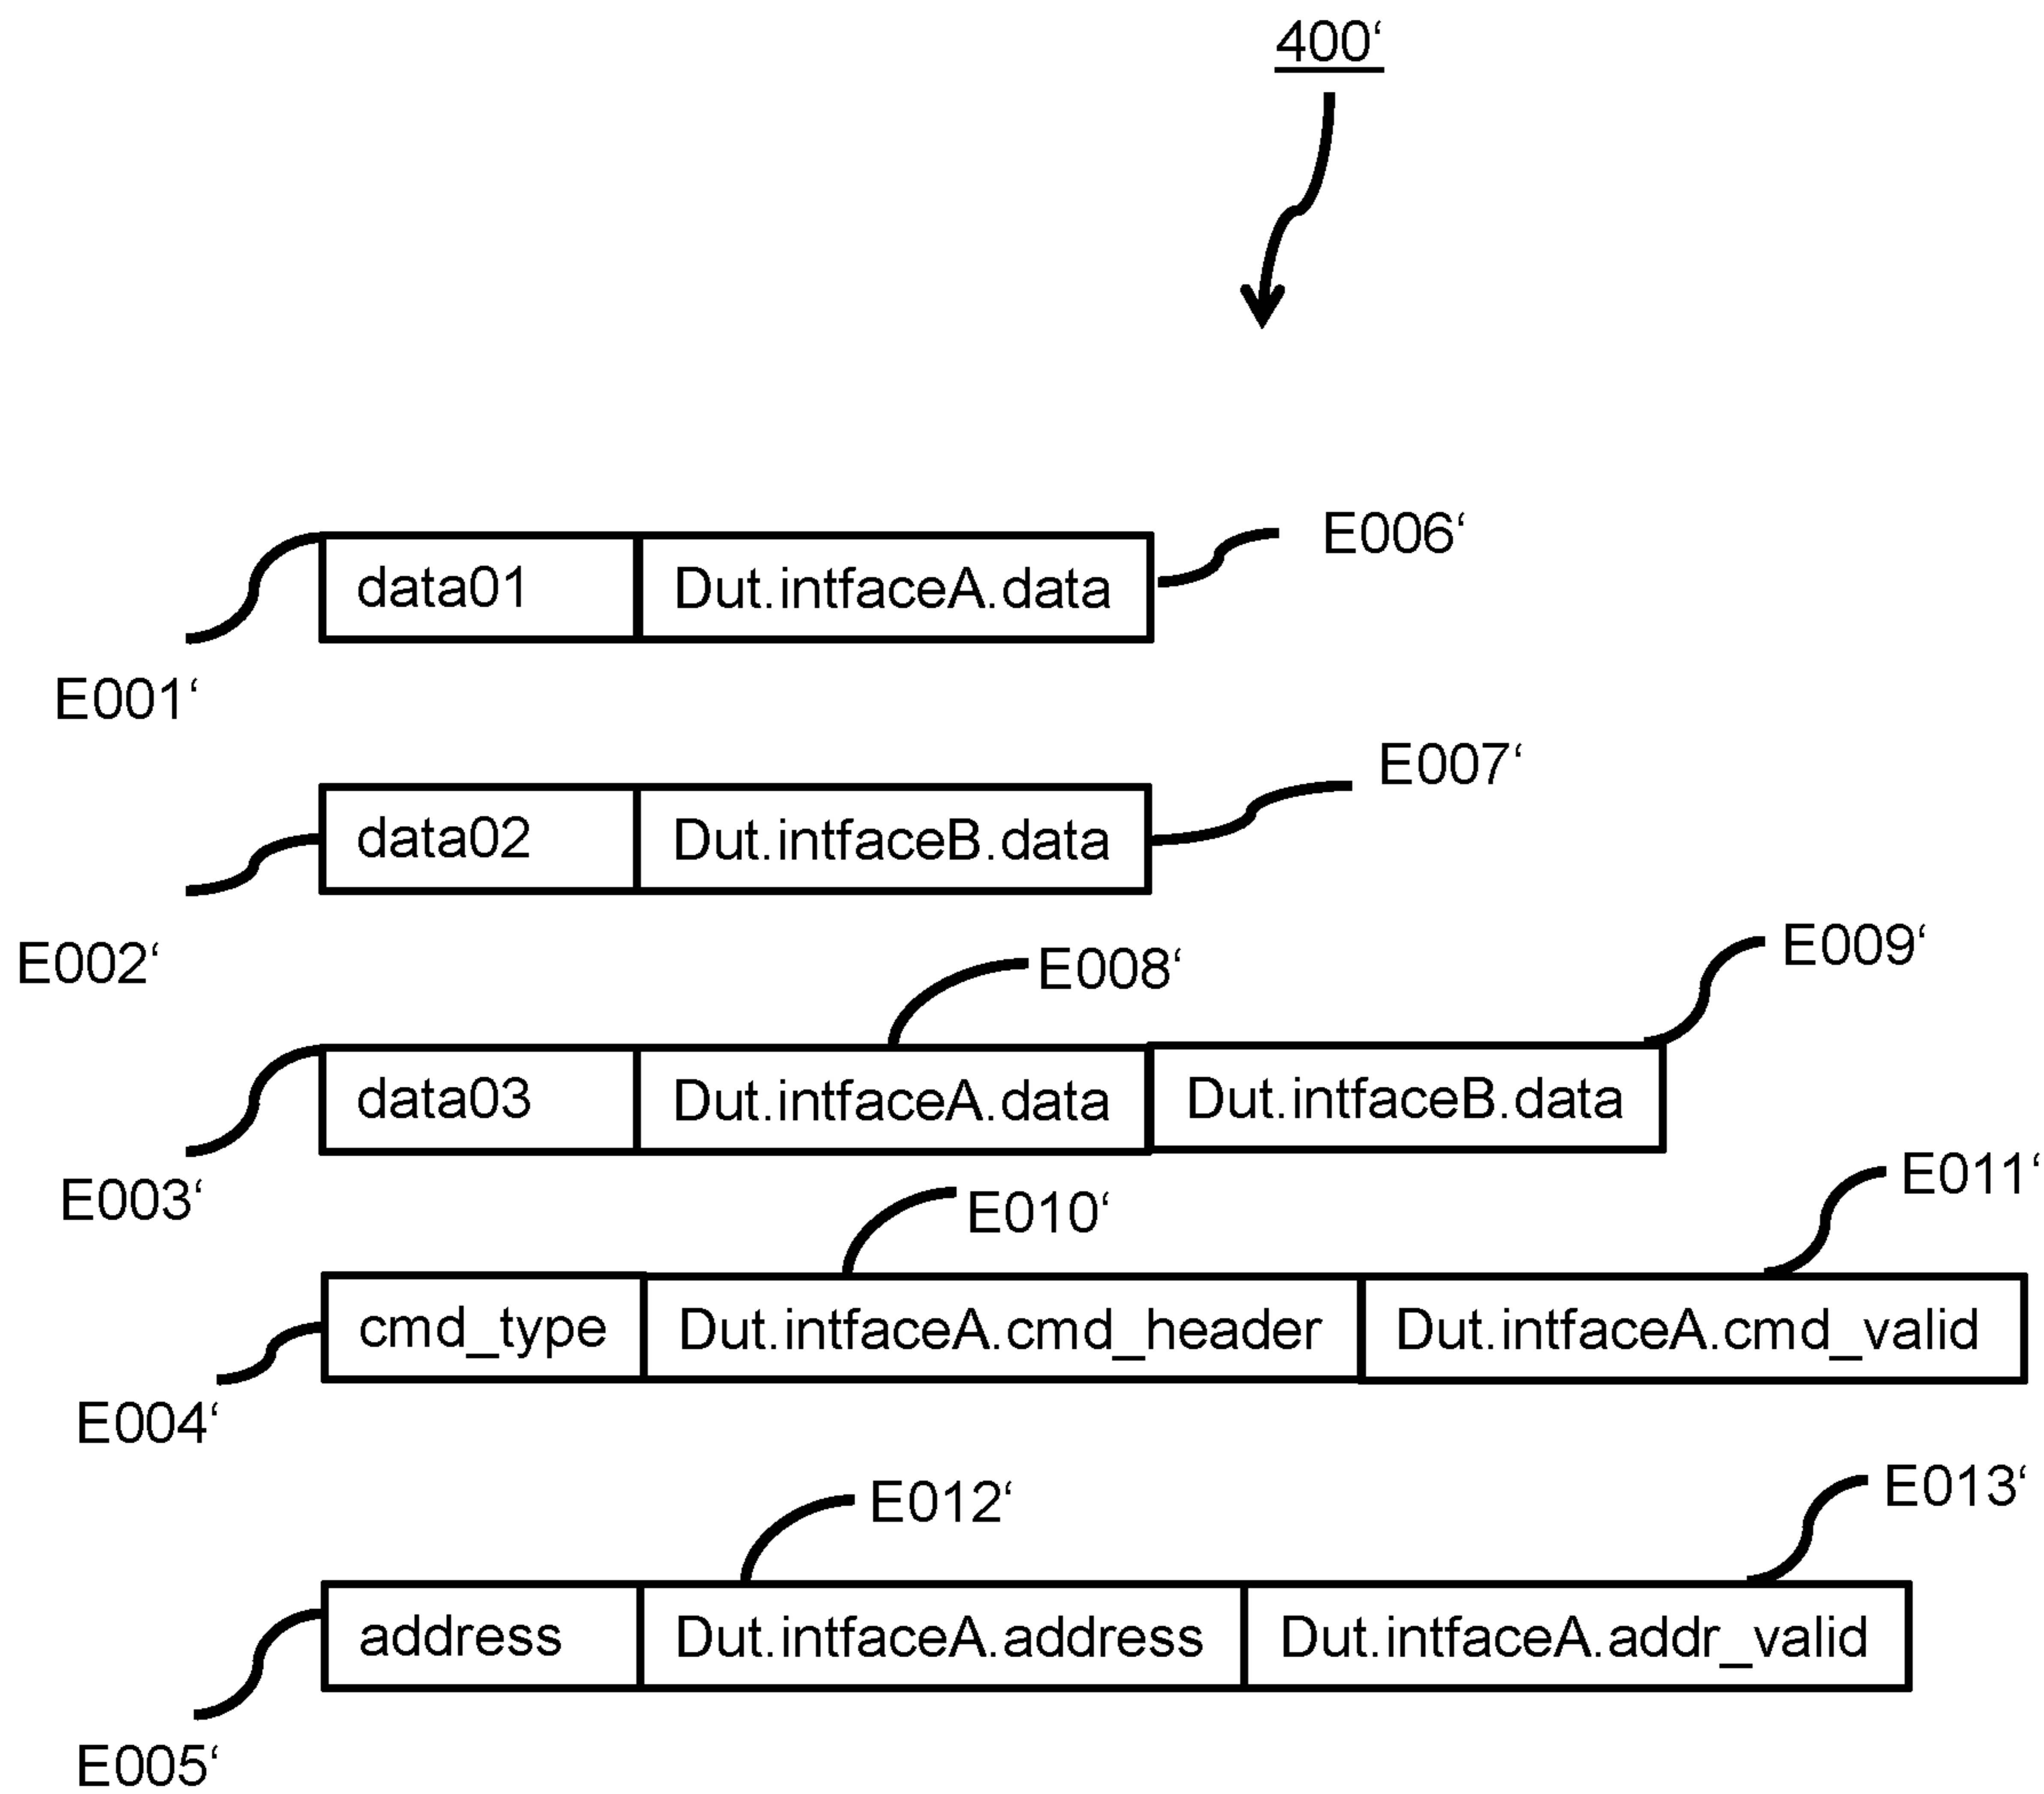 400‘
data01 Dut.intfaceA.data E006‘
E001‘
data02 Dut.intfaceB.data E007‘
E002‘
E008‘ E009‘
data03 Dut.intfaceA.data Dut.intfaceB.data
E003‘
E010‘ E011‘
cmd_type Dut.intfaceA.cmd_header Dut.intfaceA.cmd_valid
E004‘
E012‘ E013‘
address Dut.intfaceA.address Dut.intfaceA.addr_valid
E005‘